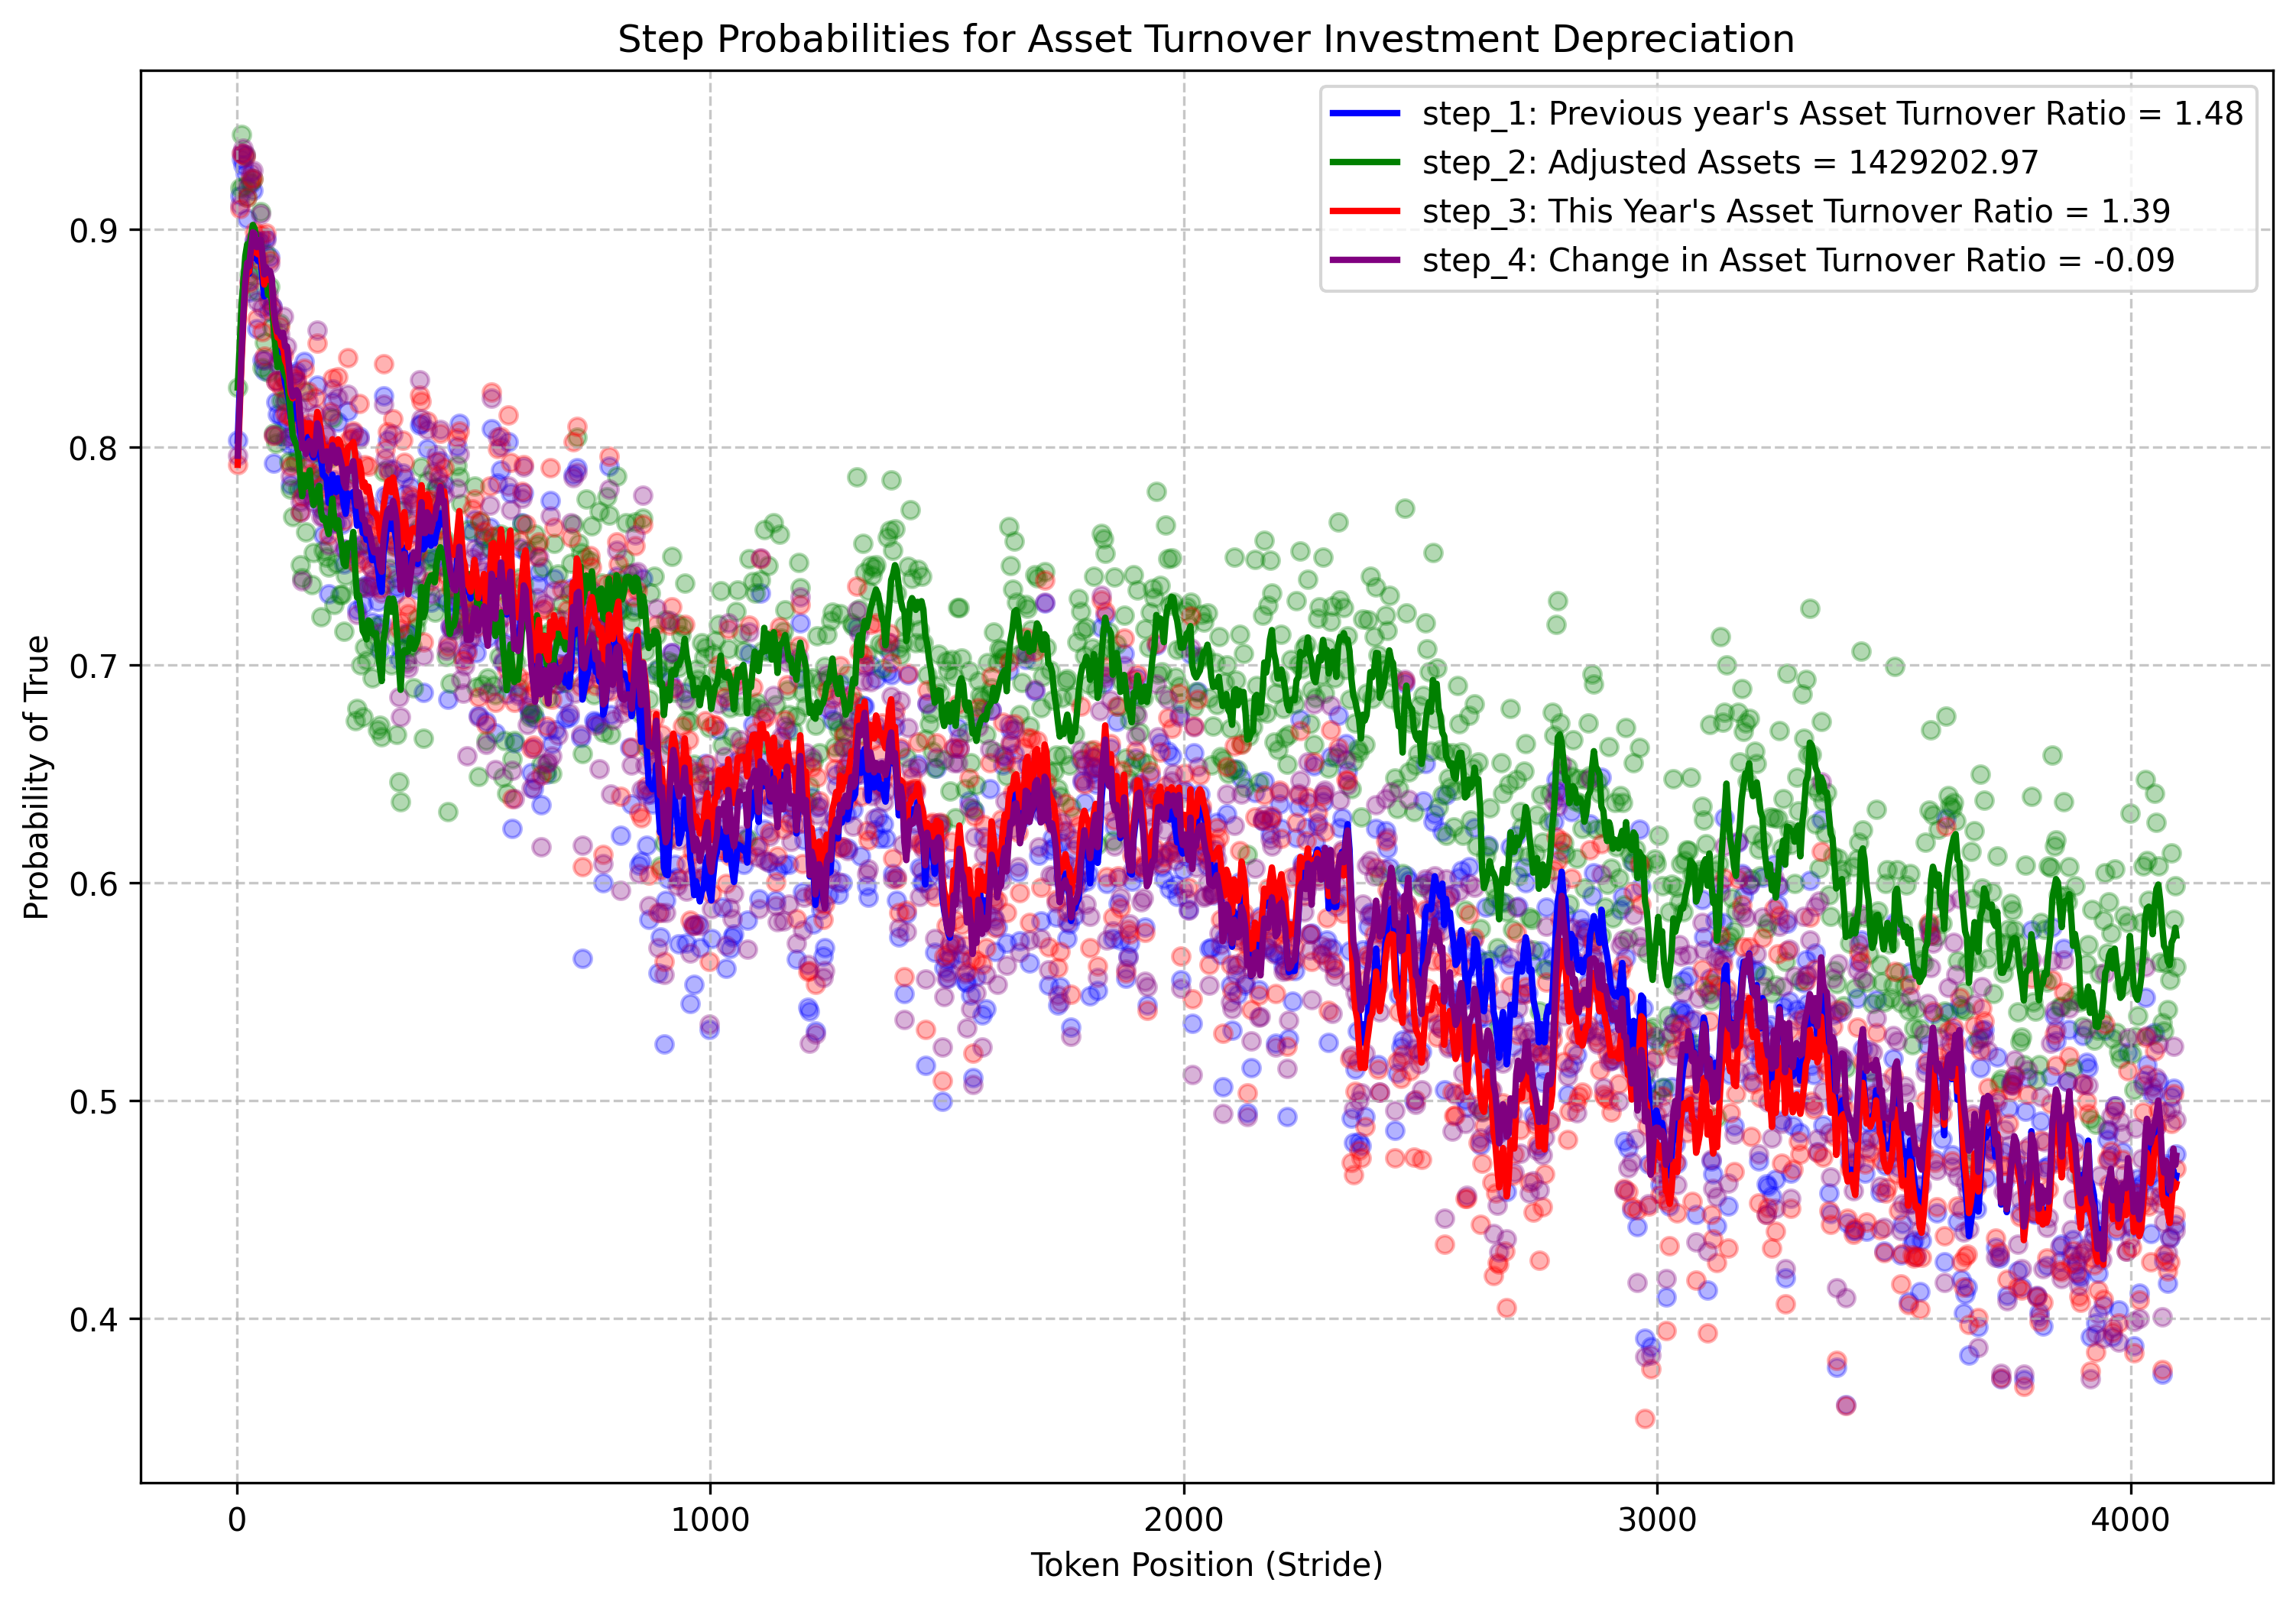 Step Probabilities for Asset Turnover Investment Depreciation
step_1: Previous year's Asset Turnover Ratio = 1.48
step_2: Adjusted Assets = 1429202.97
step_3: This Year's Asset Turnover Ratio = 1.39
step_4: Change in Asset Turnover Ratio = -0.09
Probability of True
0.9
0.8
0.7
0.6
0.5
0.4
0
1000
2000
3000
4000
Token Position (Stride)